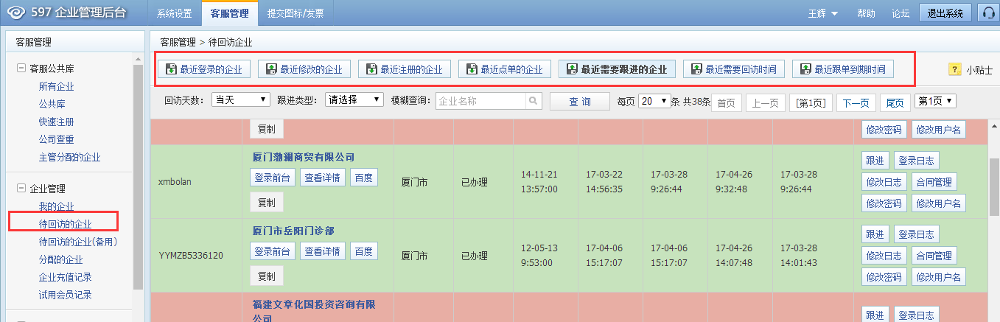 597 企业管理后台 系统设置 客服管理 提交图标/发票 王辉 帮助 论坛 退出系统
客服管理
客服公共库
所有企业
公共库
快速注册
公司查重
主管分配的企业
企业管理
我的企业
待回访的企业
待回访的企业(备用)
分配的企业
企业充值记录
试用会员记录
客服管理 > 待回访企业
最近登录的企业 最近修改的企业 最近注册的企业 最近点单的企业 最近需要跟进的企业 最近需要回访时间 最近跟单到期时间 小贴士
回访天数: 当天 跟进类型: 请选择 模糊查询: 企业名称 查 询 每页 20 条 共38条 首页 上一页 [第1页] 下一页 尾页 第1页
复制 修改密码 修改用户名
xmbolan
厦门渤澜商贸有限公司
登录前台 查看详情 百度
复制
厦门市
已办理
14-11-21
13:57:00
17-03-22
14:56:35
17-03-28
9:26:44
17-04-26
9:32:48
17-03-28
9:26:44
跟进 登录日志
修改日志 合同管理
修改密码 修改用户名
YYMZB5336120
厦门市岳阳门诊部
登录前台 查看详情 百度
复制
厦门市
已办理
12-05-13
9:53:00
17-04-06
15:17:07
17-04-06
15:17:07
17-04-26
14:07:48
17-03-28
14:01:43
跟进 登录日志
修改日志 合同管理
修改密码 修改用户名
福建文章化国投资咨询有限
公司
跟进 登录日志